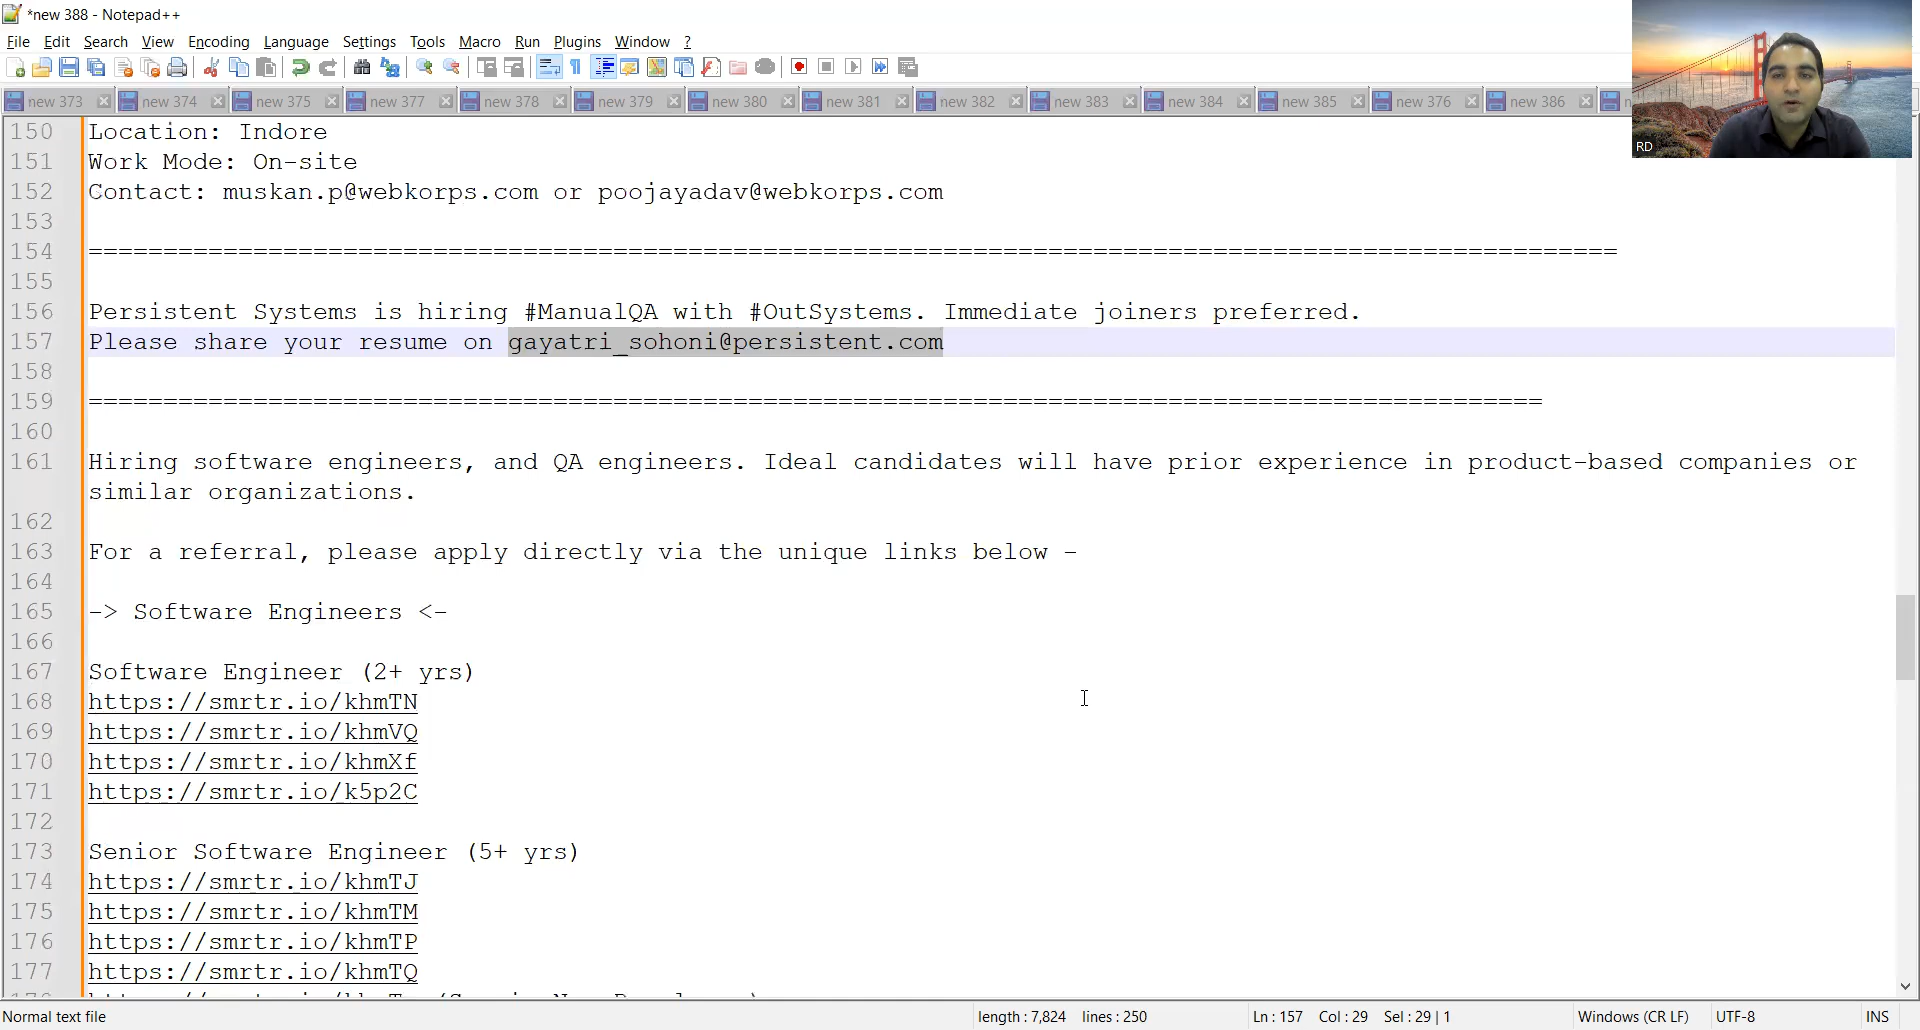 *new 388 - Notepad++
File Edit Search View Encoding Language Settings Tools Macro Run Plugins Window ?
new 373 new 374 new 375 new 377 new 378 new 379 new 380 new 381 new 382 new 383 new 384 new 385 new 376 new 386
RD
150 Location: Indore
151 Work Mode: On-site
152 Contact: muskan.p@webkorps.com or poojayadav@webkorps.com
153
154 ======================================================================================================
155
156 Persistent Systems is hiring #ManualQA with #OutSystems. Immediate joiners preferred.
157 Please share your resume on gayatri_sohoni@persistent.com
158
159 =================================================================================================
160
161 Hiring software engineers, and QA engineers. Ideal candidates will have prior experience in product-based companies or
similar organizations.
162
163 For a referral, please apply directly via the unique links below -
164
165 -> Software Engineers <-
166
167 Software Engineer (2+ yrs)
168 https://smrtr.io/khmTN
169 https://smrtr.io/khmVQ
170 https://smrtr.io/khmXf
171 https://smrtr.io/k5p2C
172
173 Senior Software Engineer (5+ yrs)
174 https://smrtr.io/khmTJ
175 https://smrtr.io/khmTM
176 https://smrtr.io/khmTP
177 https://smrtr.io/khmTQ
Normal text file length : 7,824 lines : 250 Ln : 157 Col : 29 Sel : 29 | 1 Windows (CR LF) UTF-8 INS